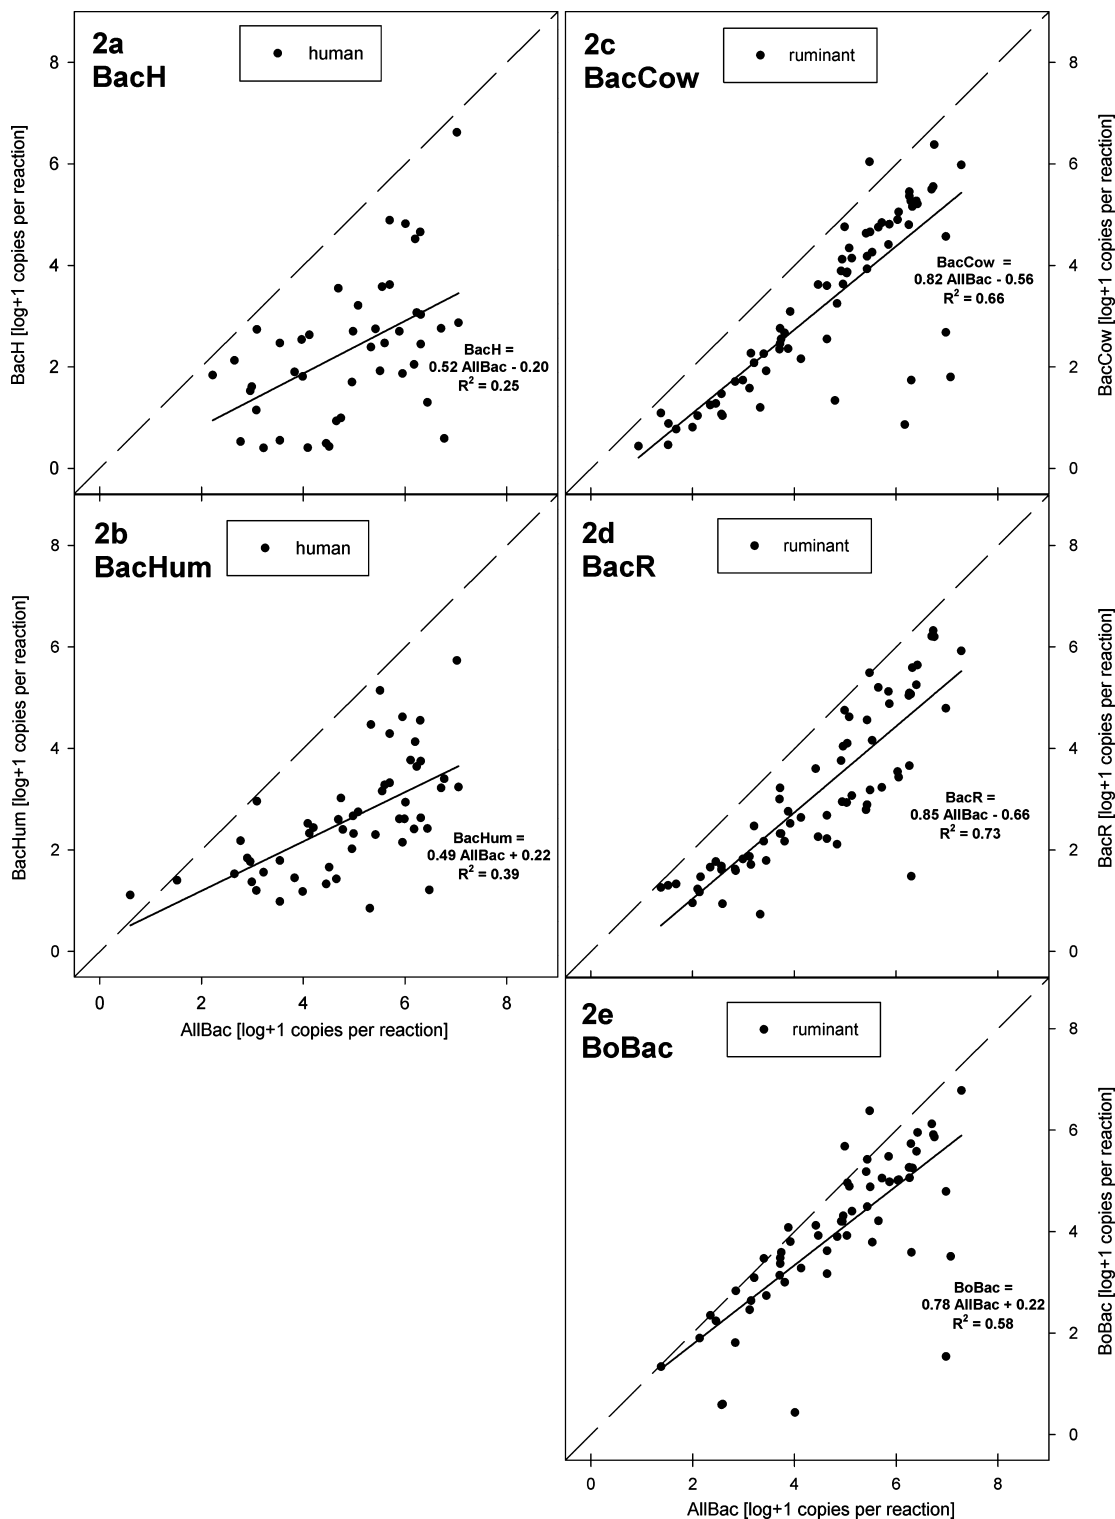 2a
BacH
human
8
6
4
2
0
BacH [log+1 copies per reaction]
BacH =
0.52 AllBac - 0.20
R² = 0.25
2c
BacCow
ruminant
8
6
4
2
0
BacCow [log+1 copies per reaction]
BacCow =
0.82 AllBac - 0.56
R² = 0.66
2b
BacHum
human
8
6
4
2
0
BacHum [log+1 copies per reaction]
BacHum =
0.49 AllBac + 0.22
R² = 0.39
0 2 4 6 8
AllBac [log+1 copies per reaction]
2d
BacR
ruminant
8
6
4
2
0
BacR [log+1 copies per reaction]
BacR =
0.85 AllBac - 0.66
R² = 0.73
2e
BoBac
ruminant
8
6
4
2
0
BoBac [log+1 copies per reaction]
BoBac =
0.78 AllBac + 0.22
R² = 0.58
0 2 4 6 8
AllBac [log+1 copies per reaction]